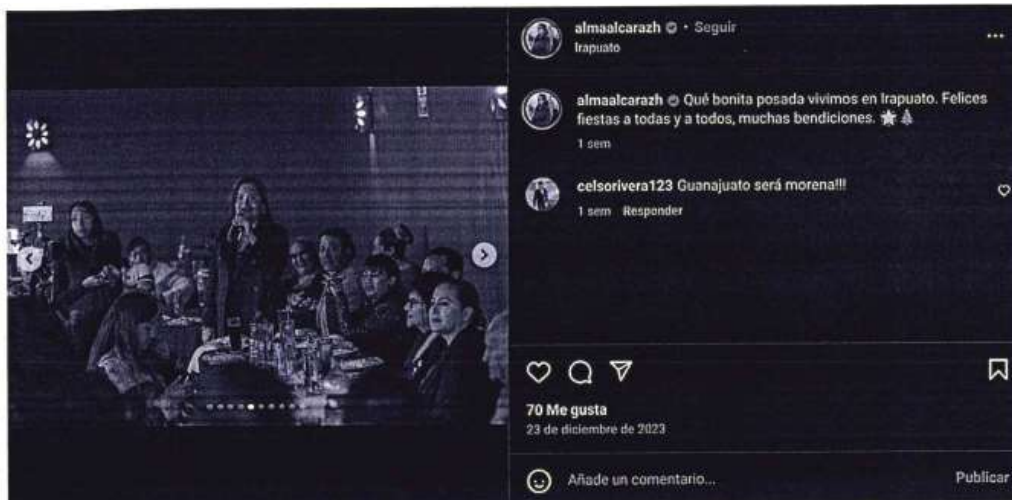 almaalcarazh • Seguir
Irapuato
almaalcarazh Qué bonita posada vivimos en Irapuato. Felices
fiestas a todas y a todos, muchas bendiciones.
1 sem
celsorivera123 Guanajuato será morena!!!
1 sem Responder
70 Me gusta
23 de diciembre de 2023
Añade un comentario...
Publicar